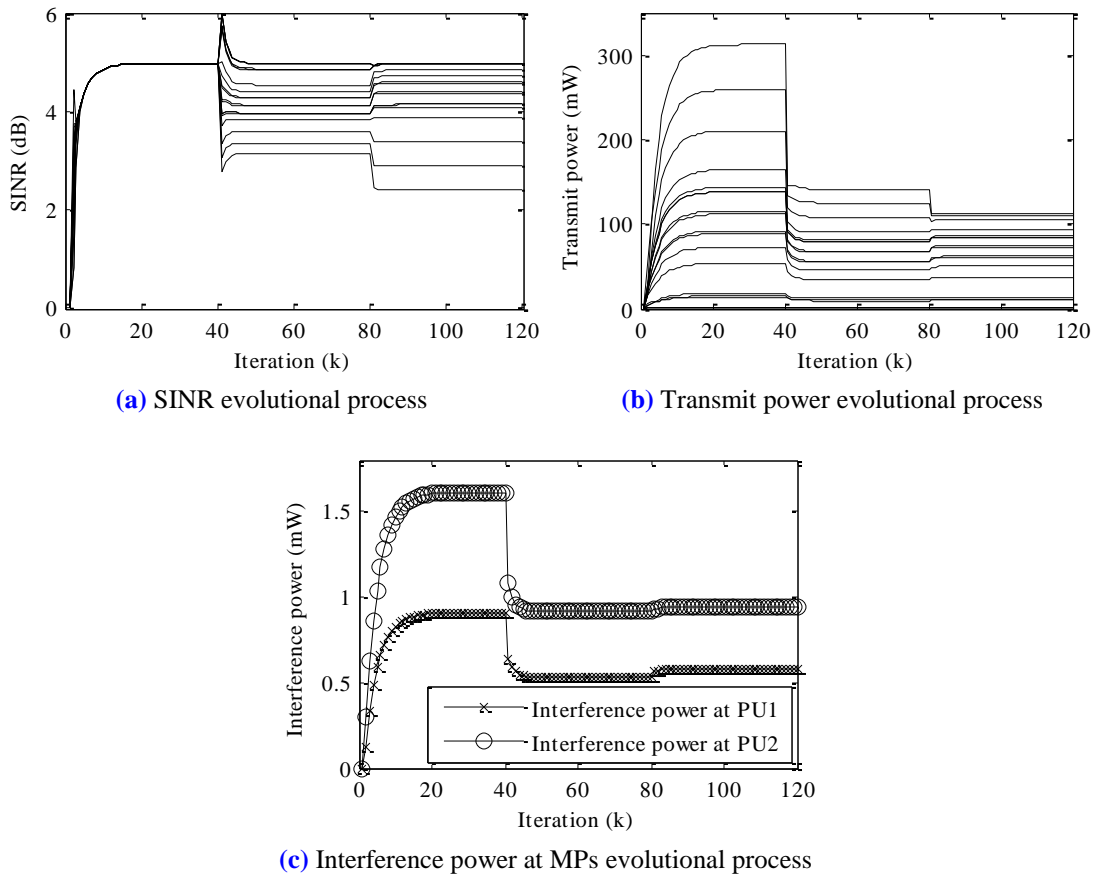 6
4
2
0
SINR (dB)
0 20 40 60 80 100 120
Iteration (k)
(a) SINR evolutional process
300
200
100
0
Transmit power (mW)
0 20 40 60 80 100 120
Iteration (k)
(b) Transmit power evolutional process
1.5
1
0.5
0
Interference power (mW)
Interference power at PU1
Interference power at PU2
0 20 40 60 80 100 120
Iteration (k)
(c) Interference power at MPs evolutional process